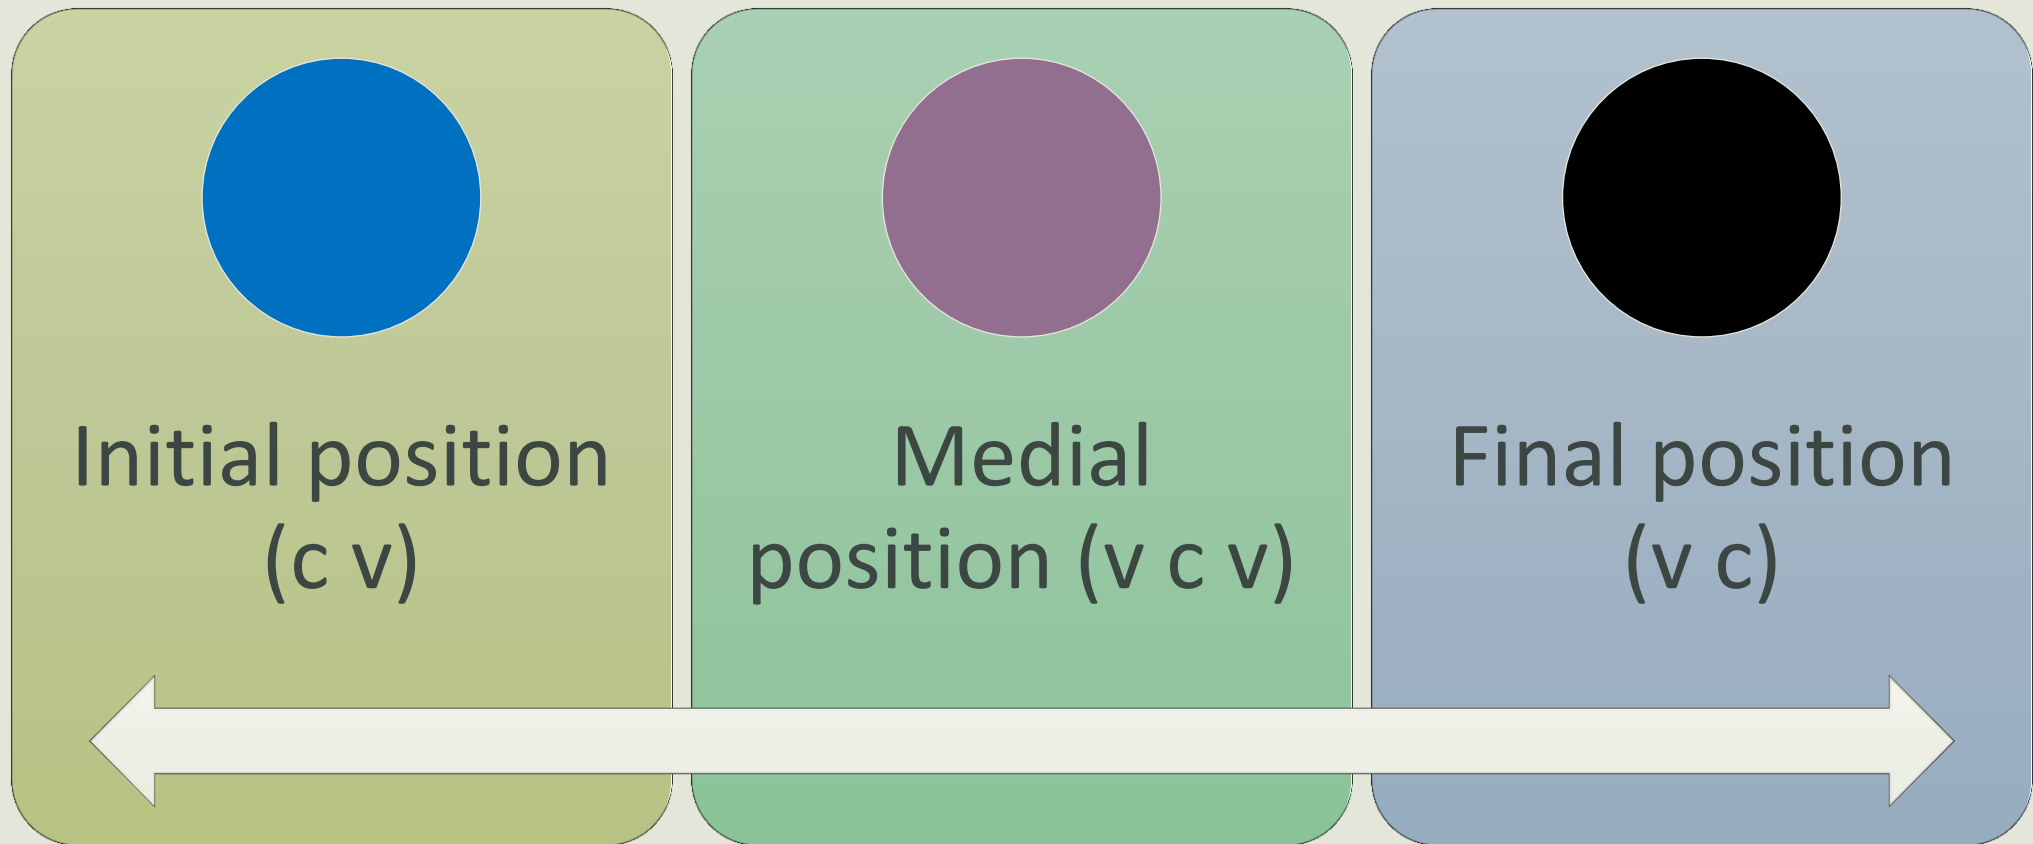 Initial position
(c v)
Medial
position (v c v)
Final position
(v c)